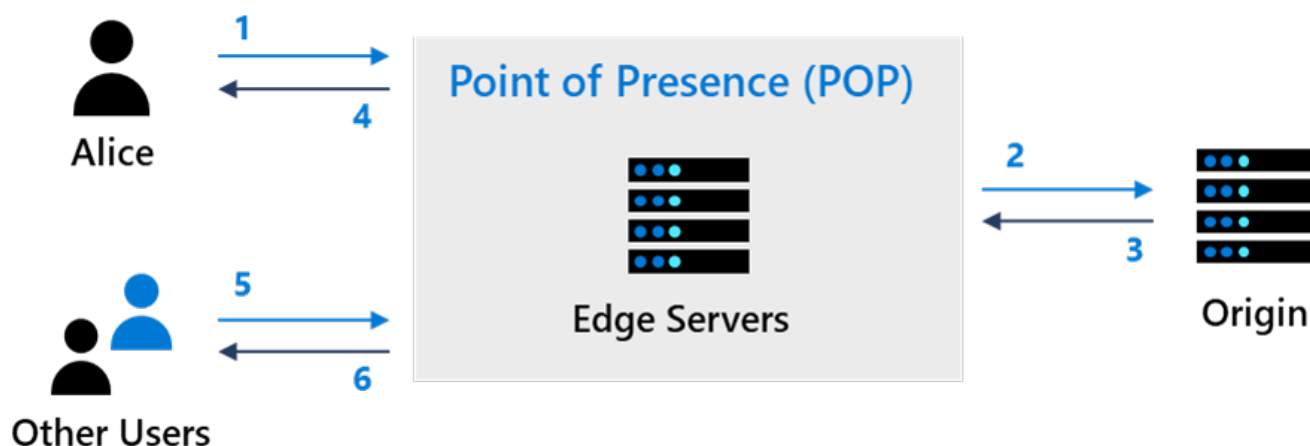 1
Point of Presence (POP)
4
Alice
2
3
Edge Servers
Origin
5
6
Other Users